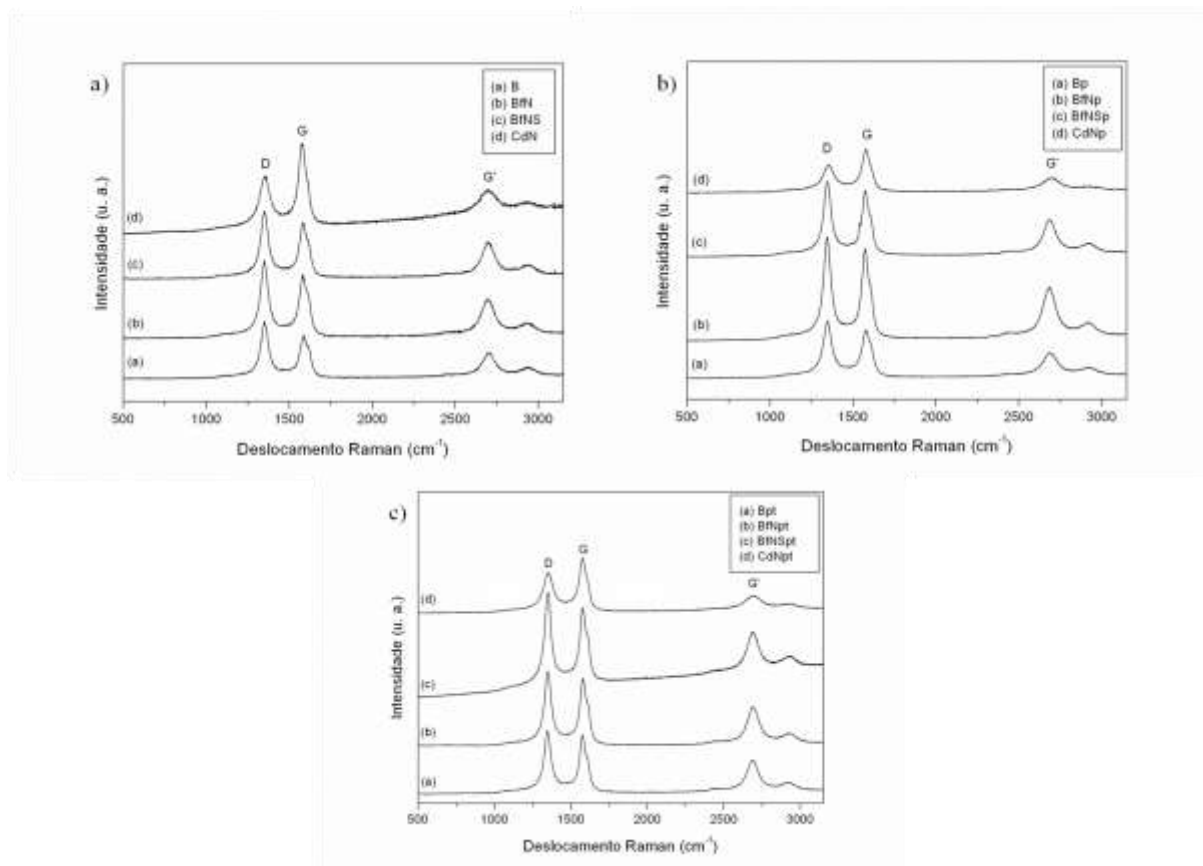 a)
(a) B
(b) BfN
(c) BfNS
(d) CdN
D
G
G'
(d)
(c)
(b)
(a)
Intensidade (u. a.)
500 1000 1500 2000 2500 3000
Deslocamento Raman (cm⁻¹)
b)
(a) Bp
(b) BfNp
(c) BfNSp
(d) CdNp
D
G
G'
(d)
(c)
(b)
(a)
Intensidade (u. a.)
500 1000 1500 2000 2500 3000
Deslocamento Raman (cm⁻¹)
c)
(a) Bpt
(b) BfNpt
(c) BfNSpt
(d) CdNpt
D
G
G'
(d)
(c)
(b)
(a)
Intensidade (u. a.)
500 1000 1500 2000 2500 3000
Deslocamento Raman (cm⁻¹)